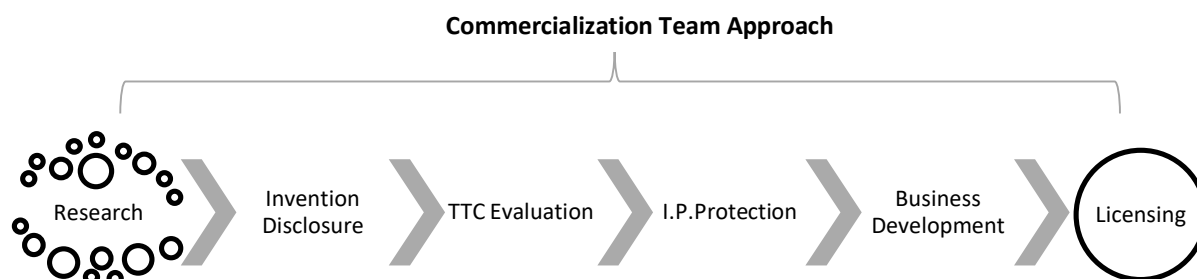 Commercialization Team Approach
Research
Invention
Disclosure
TTC Evaluation
I.P.Protection
Business
Development
Licensing